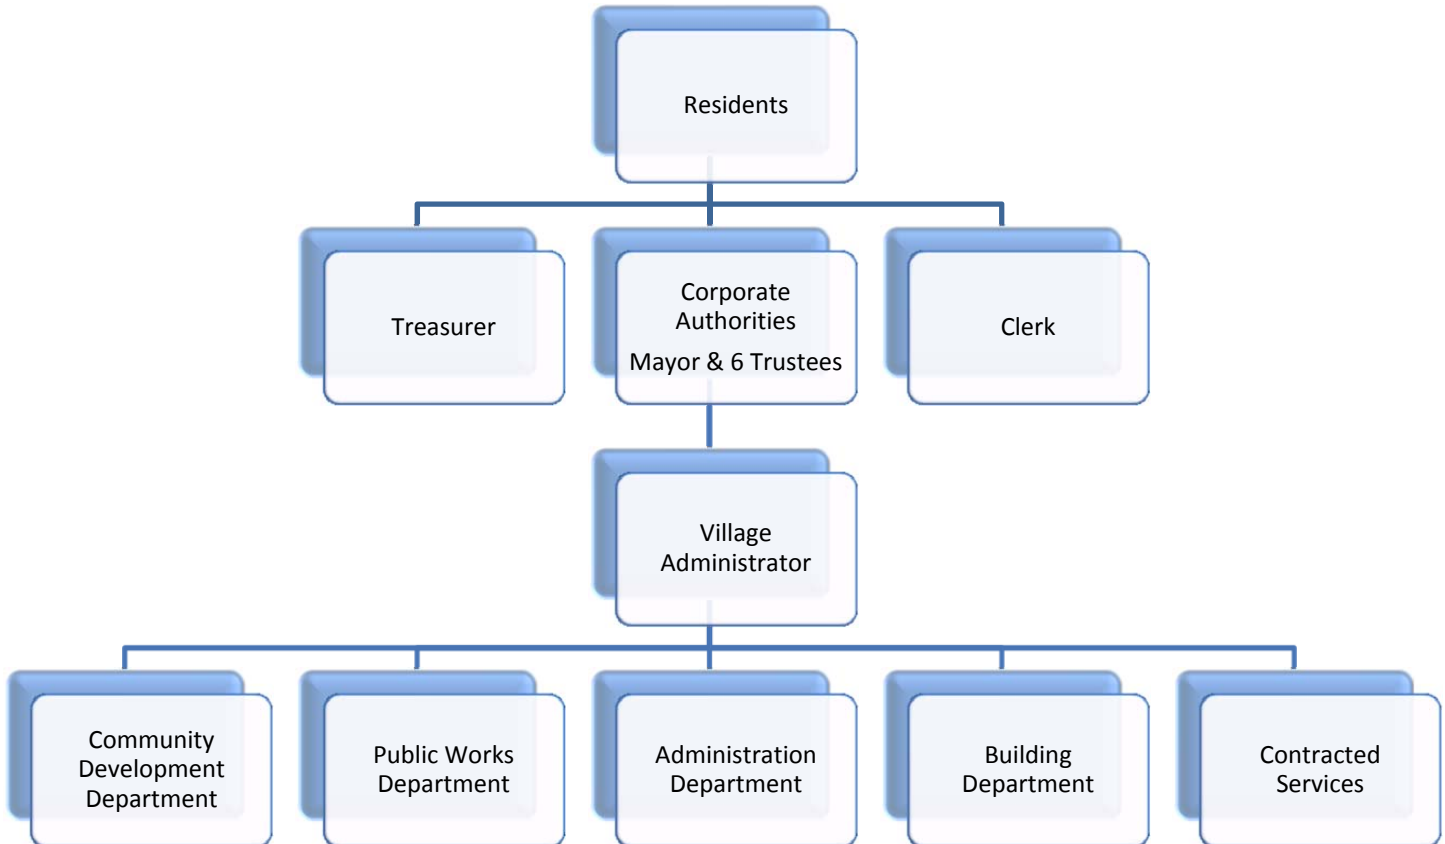 Residents
Treasurer
Corporate
Authorities
Mayor & 6 Trustees
Clerk
Village
Administrator
Community
Development
Department
Public Works
Department
Administration
Department
Building
Department
Contracted
Services